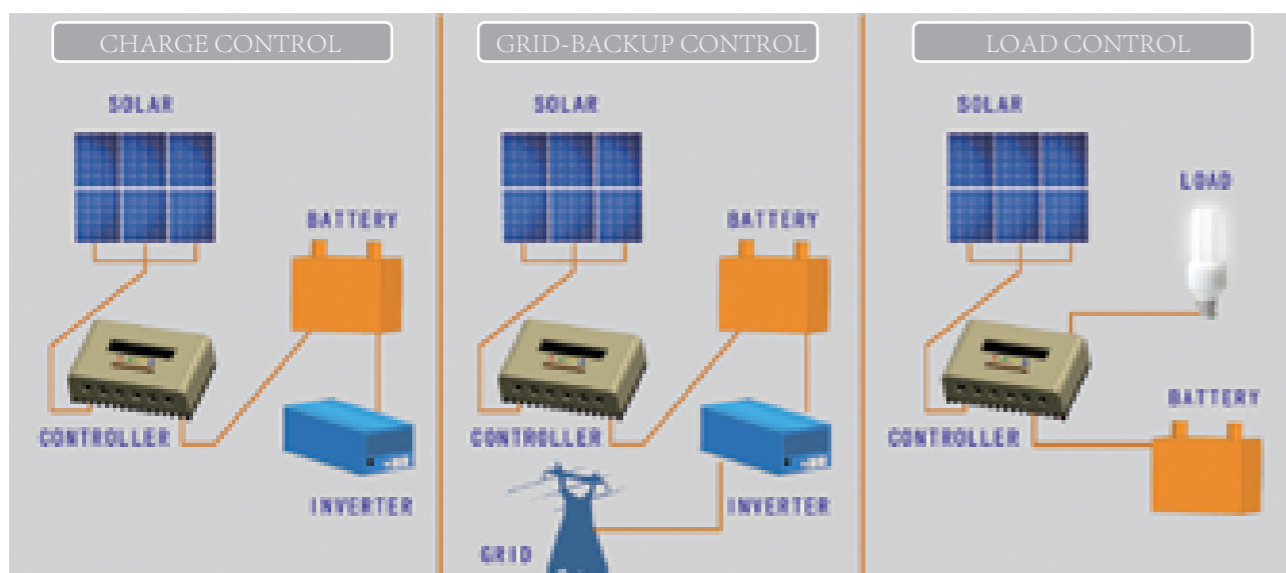 CHARGE CONTROL
SOLAR
BATTERY
CONTROLLER
INVERTER
GRID-BACKUP CONTROL
SOLAR
BATTERY
CONTROLLER
INVERTER
GRID
LOAD CONTROL
SOLAR
LOAD
CONTROLLER
BATTERY